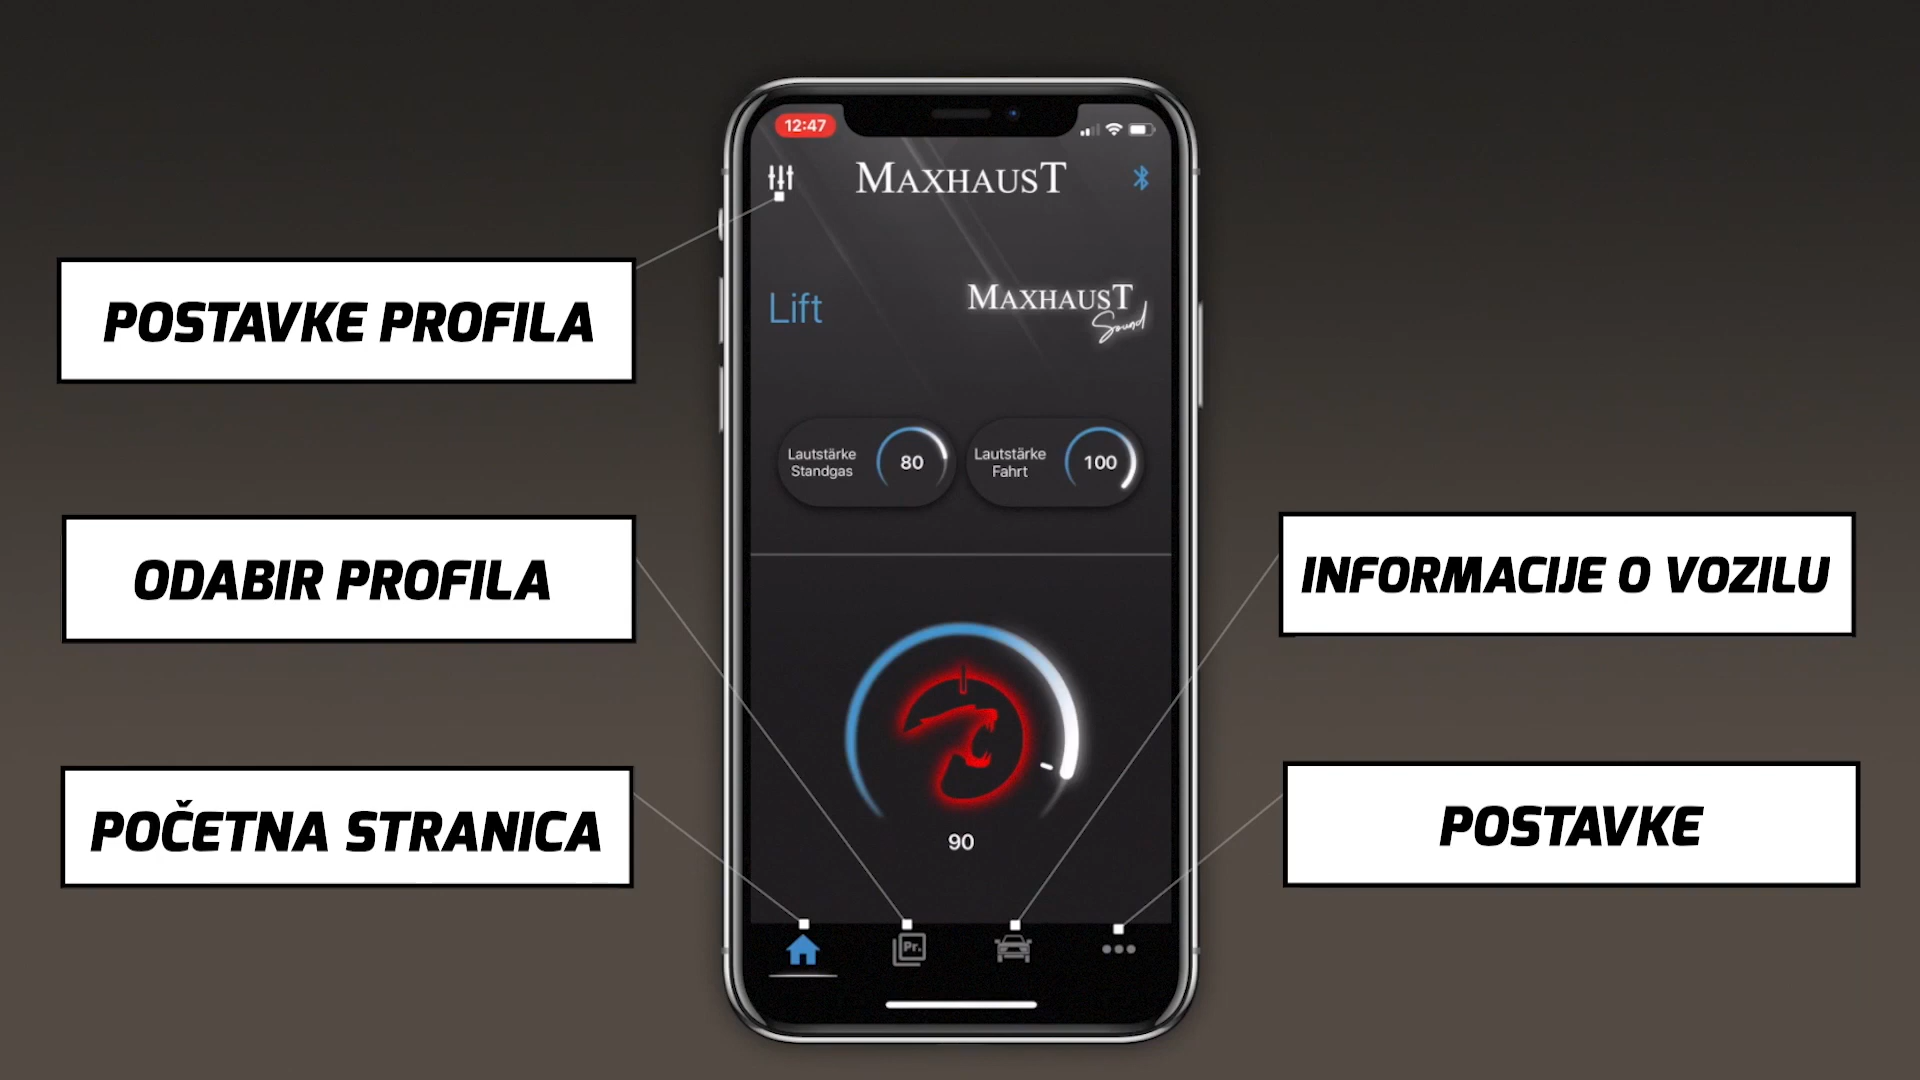 12:47
MAXHAUST
POSTAVKE PROFILA
Lift
MAXHAUST
Sound
Lautstärke
Standgas
80
Lautstärke
Fahrt
100
ODABIR PROFILA
INFORMACIJE O VOZILU
POČETNA STRANICA
POSTAVKE
90
Pr.